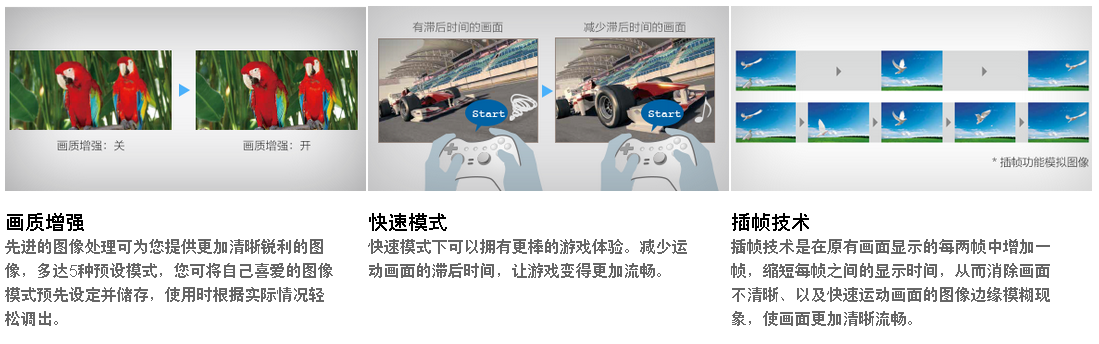 画质增强：关
画质增强：开
有滞后时间的画面
减少滞后时间的画面
Start
Start
* 插帧功能模拟图像
画质增强
先进的图像处理可为您提供更加清晰锐利的图
像，多达5种预设模式，您可将自己喜爱的图像
模式预先设定并储存，使用时根据实际情况轻
松调出。
快速模式
快速模式下可以拥有更棒的游戏体验。减少运
动画面的滞后时间，让游戏变得更加流畅。
插帧技术
插帧技术是在原有画面显示的每两帧中增加一
帧，缩短每帧之间的显示时间，从而消除画面
不清晰、以及快速运动画面的图像边缘模糊现
象，使画面更加清晰流畅。